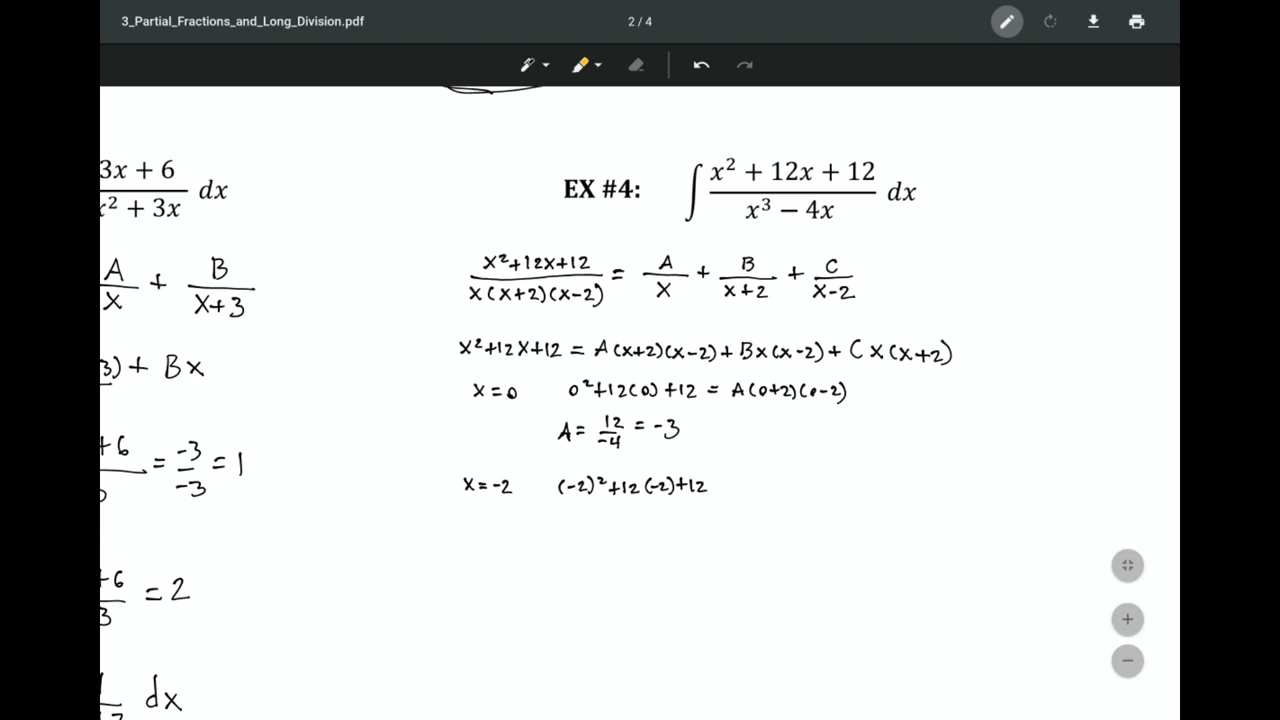 3_Partial_Fractions_and_Long_Division.pdf 2 / 4
3x + 6 / x² + 3x dx
A/x + B/(x+3)
3) + Bx
+6 = -3/-3 = 1
+6/3 = 2
dx
EX #4: ∫ (x² + 12x + 12)/(x³ − 4x) dx
(x²+12x+12)/(x(x+2)(x-2)) = A/x + B/(x+2) + C/(x-2)
x²+12x+12 = A(x+2)(x-2) + Bx(x-2) + Cx(x+2)
x=0 0²+12(0)+12 = A(0+2)(0-2)
A = 12/-4 = -3
x=-2 (-2)²+12(-2)+12